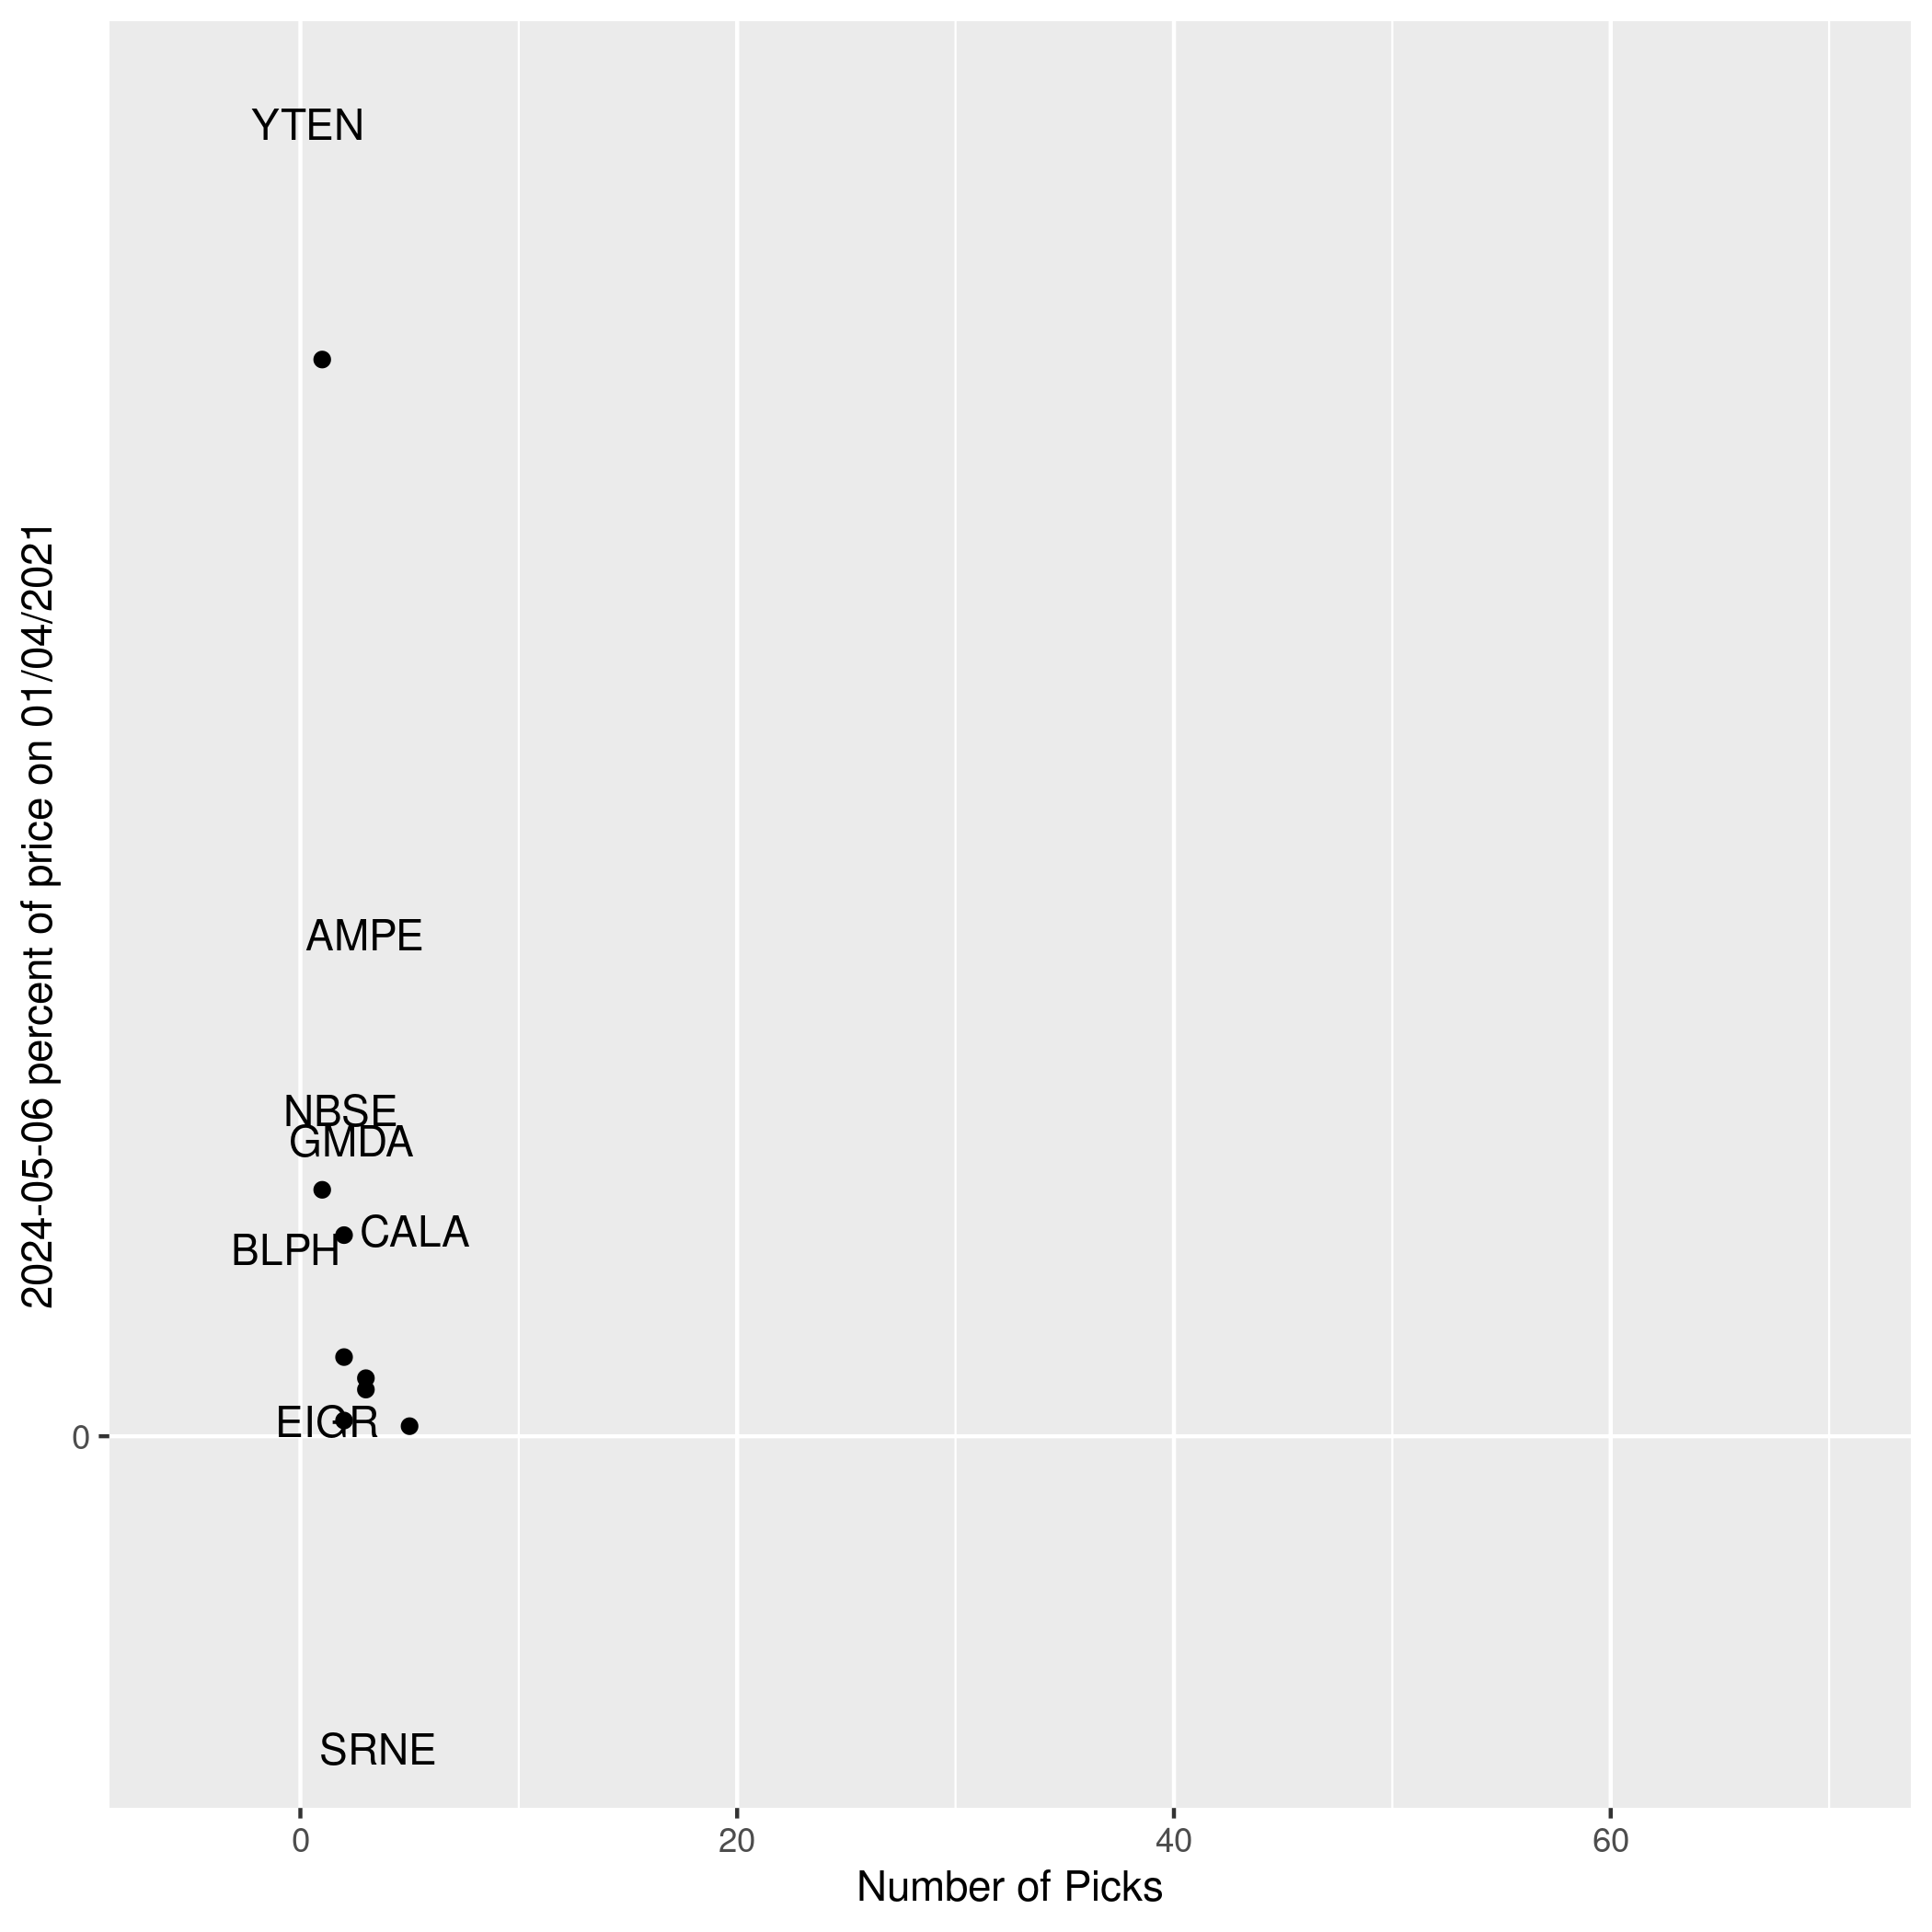 YTEN
AMPE
NBSE
GMDA
CALA
BLPH
EIGR
SRNE
0
0 20 40 60
Number of Picks
2024-05-06 percent of price on 01/04/2021